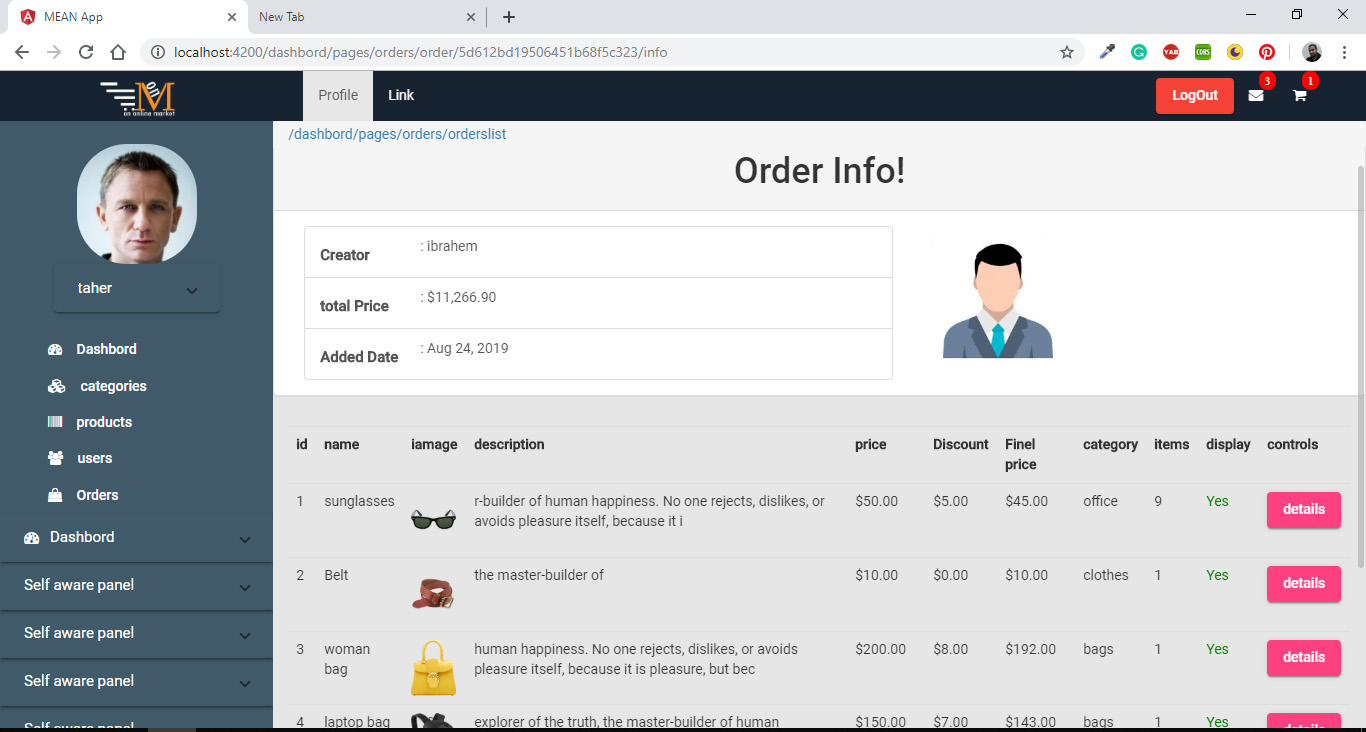 MEAN App
New Tab
localhost:4200/dashbord/pages/orders/order/5d612bd19506451b68f5c323/info
YAB
CORS
M
on online market
Profile
Link
LogOut
3
1
/dashbord/pages/orders/orderslist
Order Info!
taher
Dashbord
categories
products
users
Orders
Dashbord
Self aware panel
Self aware panel
Self aware panel
Self aware panel
Creator : ibrahem
total Price : $11,266.90
Added Date : Aug 24, 2019
id name iamage description price Discount Finel price category items display controls
1 sunglasses r-builder of human happiness. No one rejects, dislikes, or $50.00 $5.00 $45.00 office 9 Yes details
avoids pleasure itself, because it i
2 Belt the master-builder of $10.00 $0.00 $10.00 clothes 1 Yes details
3 woman bag human happiness. No one rejects, dislikes, or avoids $200.00 $8.00 $192.00 bags 1 Yes details
pleasure itself, because it is pleasure, but bec
4 laptop bag explorer of the truth, the master-builder of human $150.00 $7.00 $143.00 bags 1 Yes details